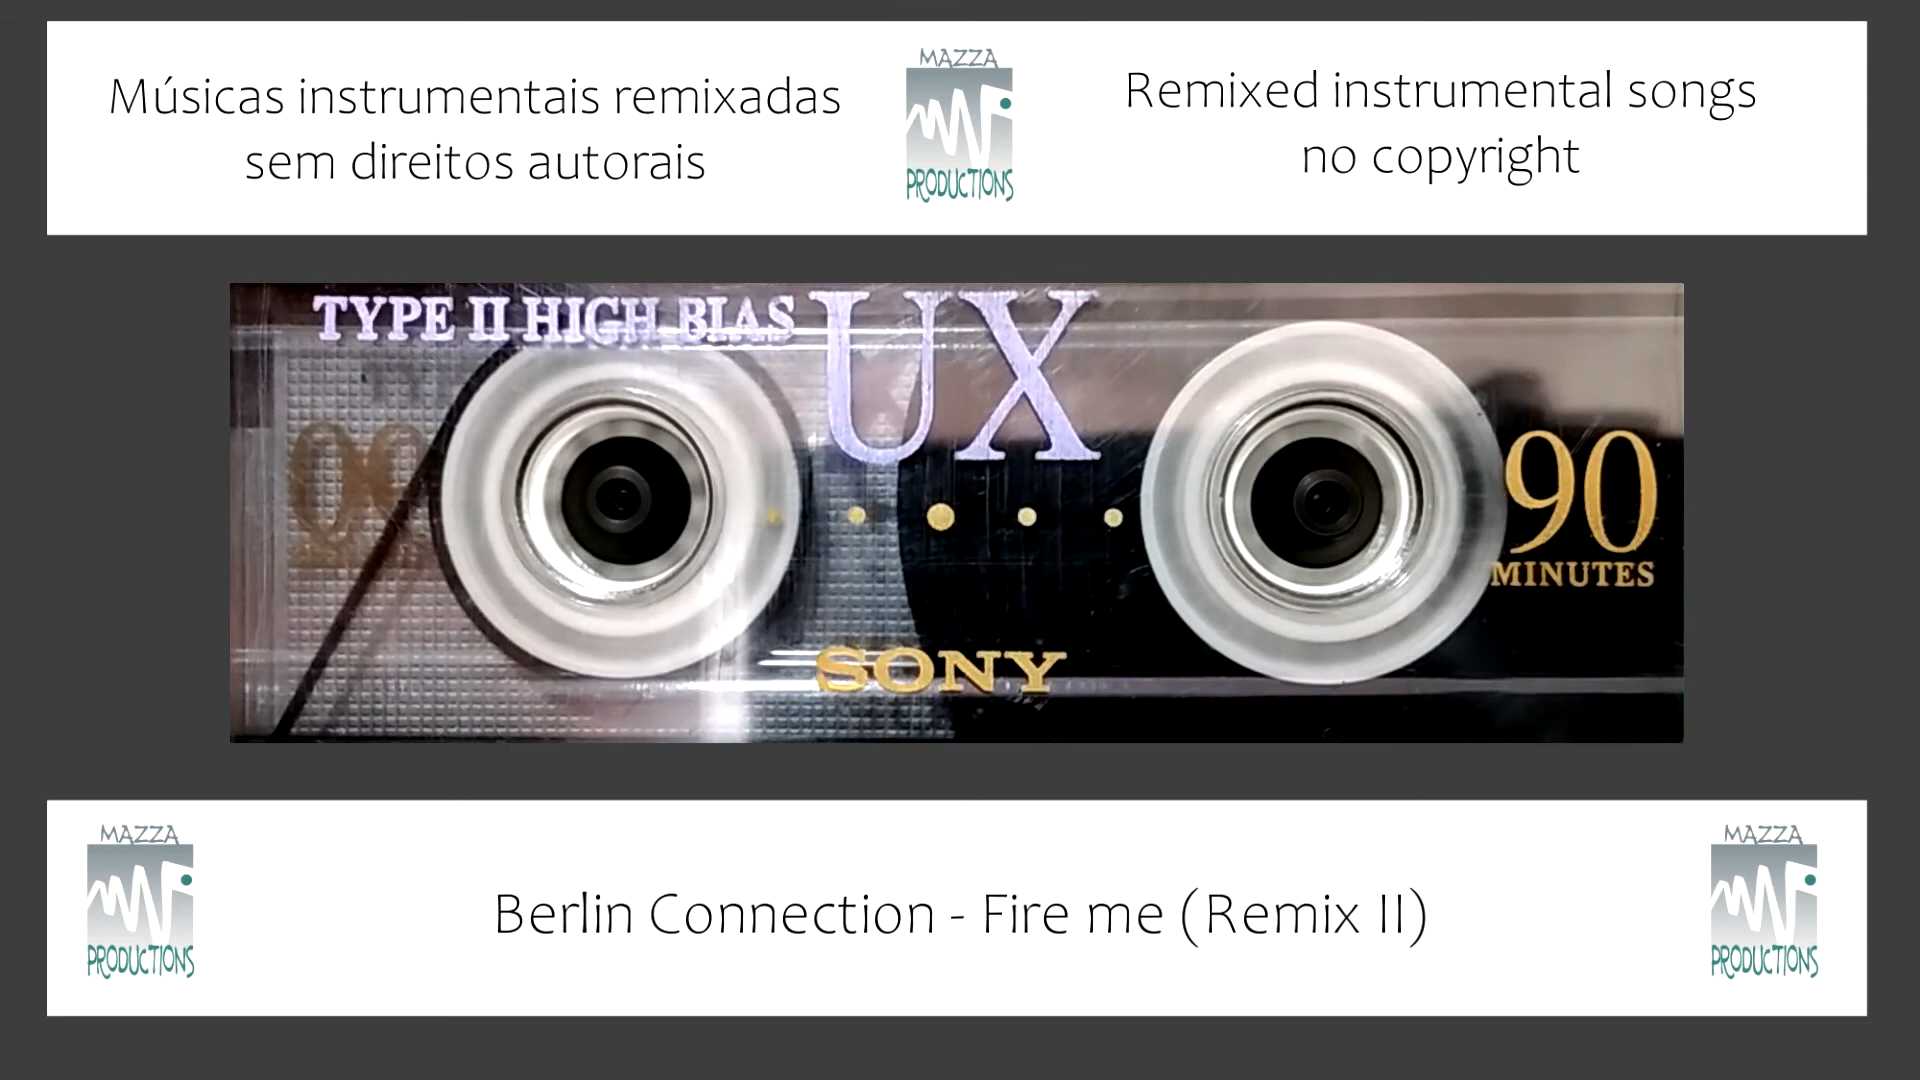 Músicas instrumentais remixadas
sem direitos autorais
MAZZA
PRODUCTIONS
Remixed instrumental songs
no copyright
TYPE II HIGH BIAS
UX
90
90
MINUTES
SONY
MAZZA
PRODUCTIONS
Berlin Connection - Fire me (Remix II)
MAZZA
PRODUCTIONS